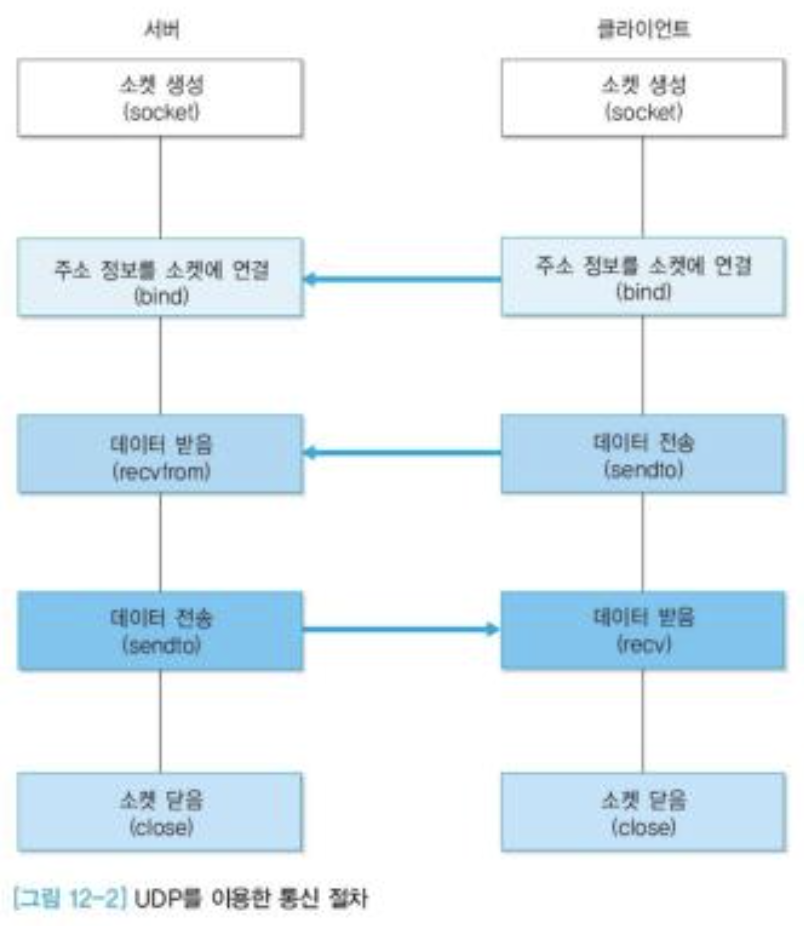 서버
클라이언트
소켓 생성
(socket)
소켓 생성
(socket)
주소 정보를 소켓에 연결
(bind)
주소 정보를 소켓에 연결
(bind)
데이터 받음
(recvfrom)
데이터 전송
(sendto)
데이터 전송
(sendto)
데이터 받음
(recv)
소켓 닫음
(close)
소켓 닫음
(close)
[그림 12-2] UDP를 이용한 통신 절차